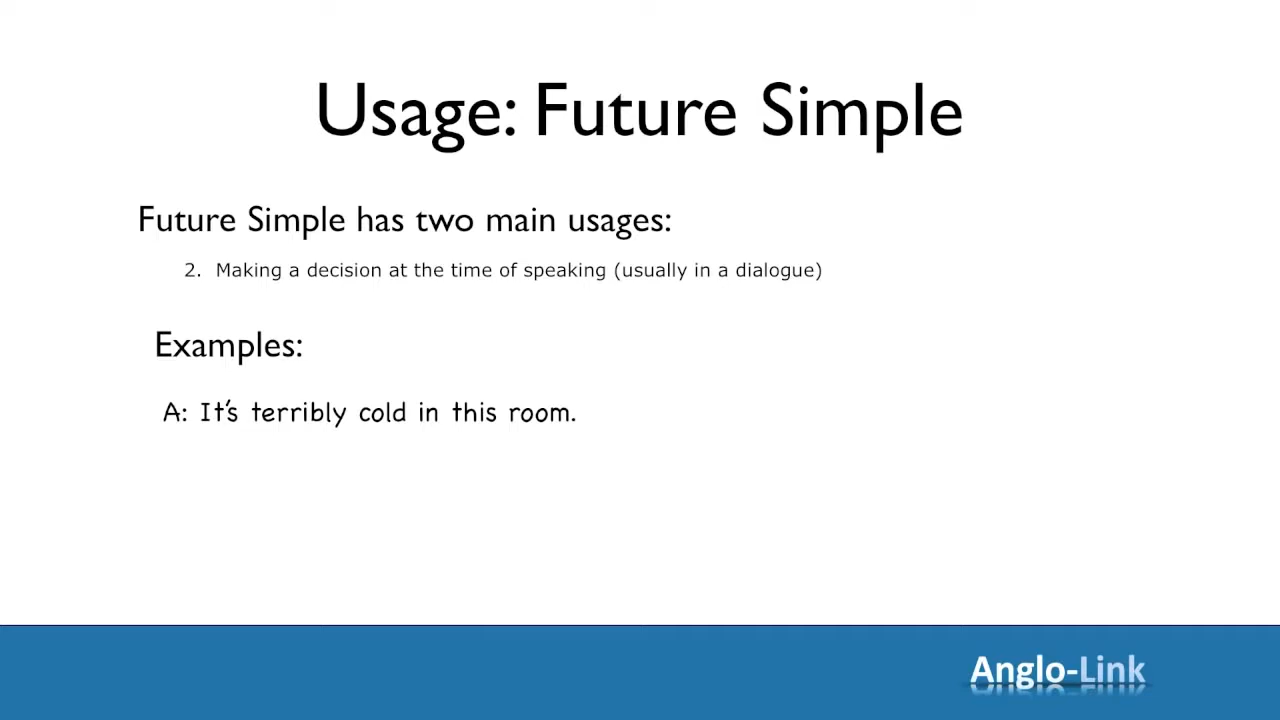 Usage: Future Simple
Future Simple has two main usages:
2. Making a decision at the time of speaking (usually in a dialogue)
Examples:
A: It's terribly cold in this room.
Anglo-Link